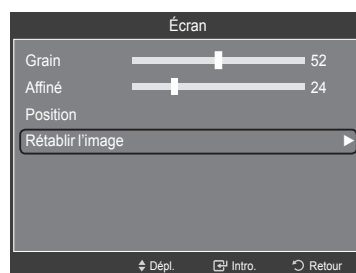 Écran
Grain 52
Affiné 24
Position
Rétablir l'image
Dépl. Intro. Retour